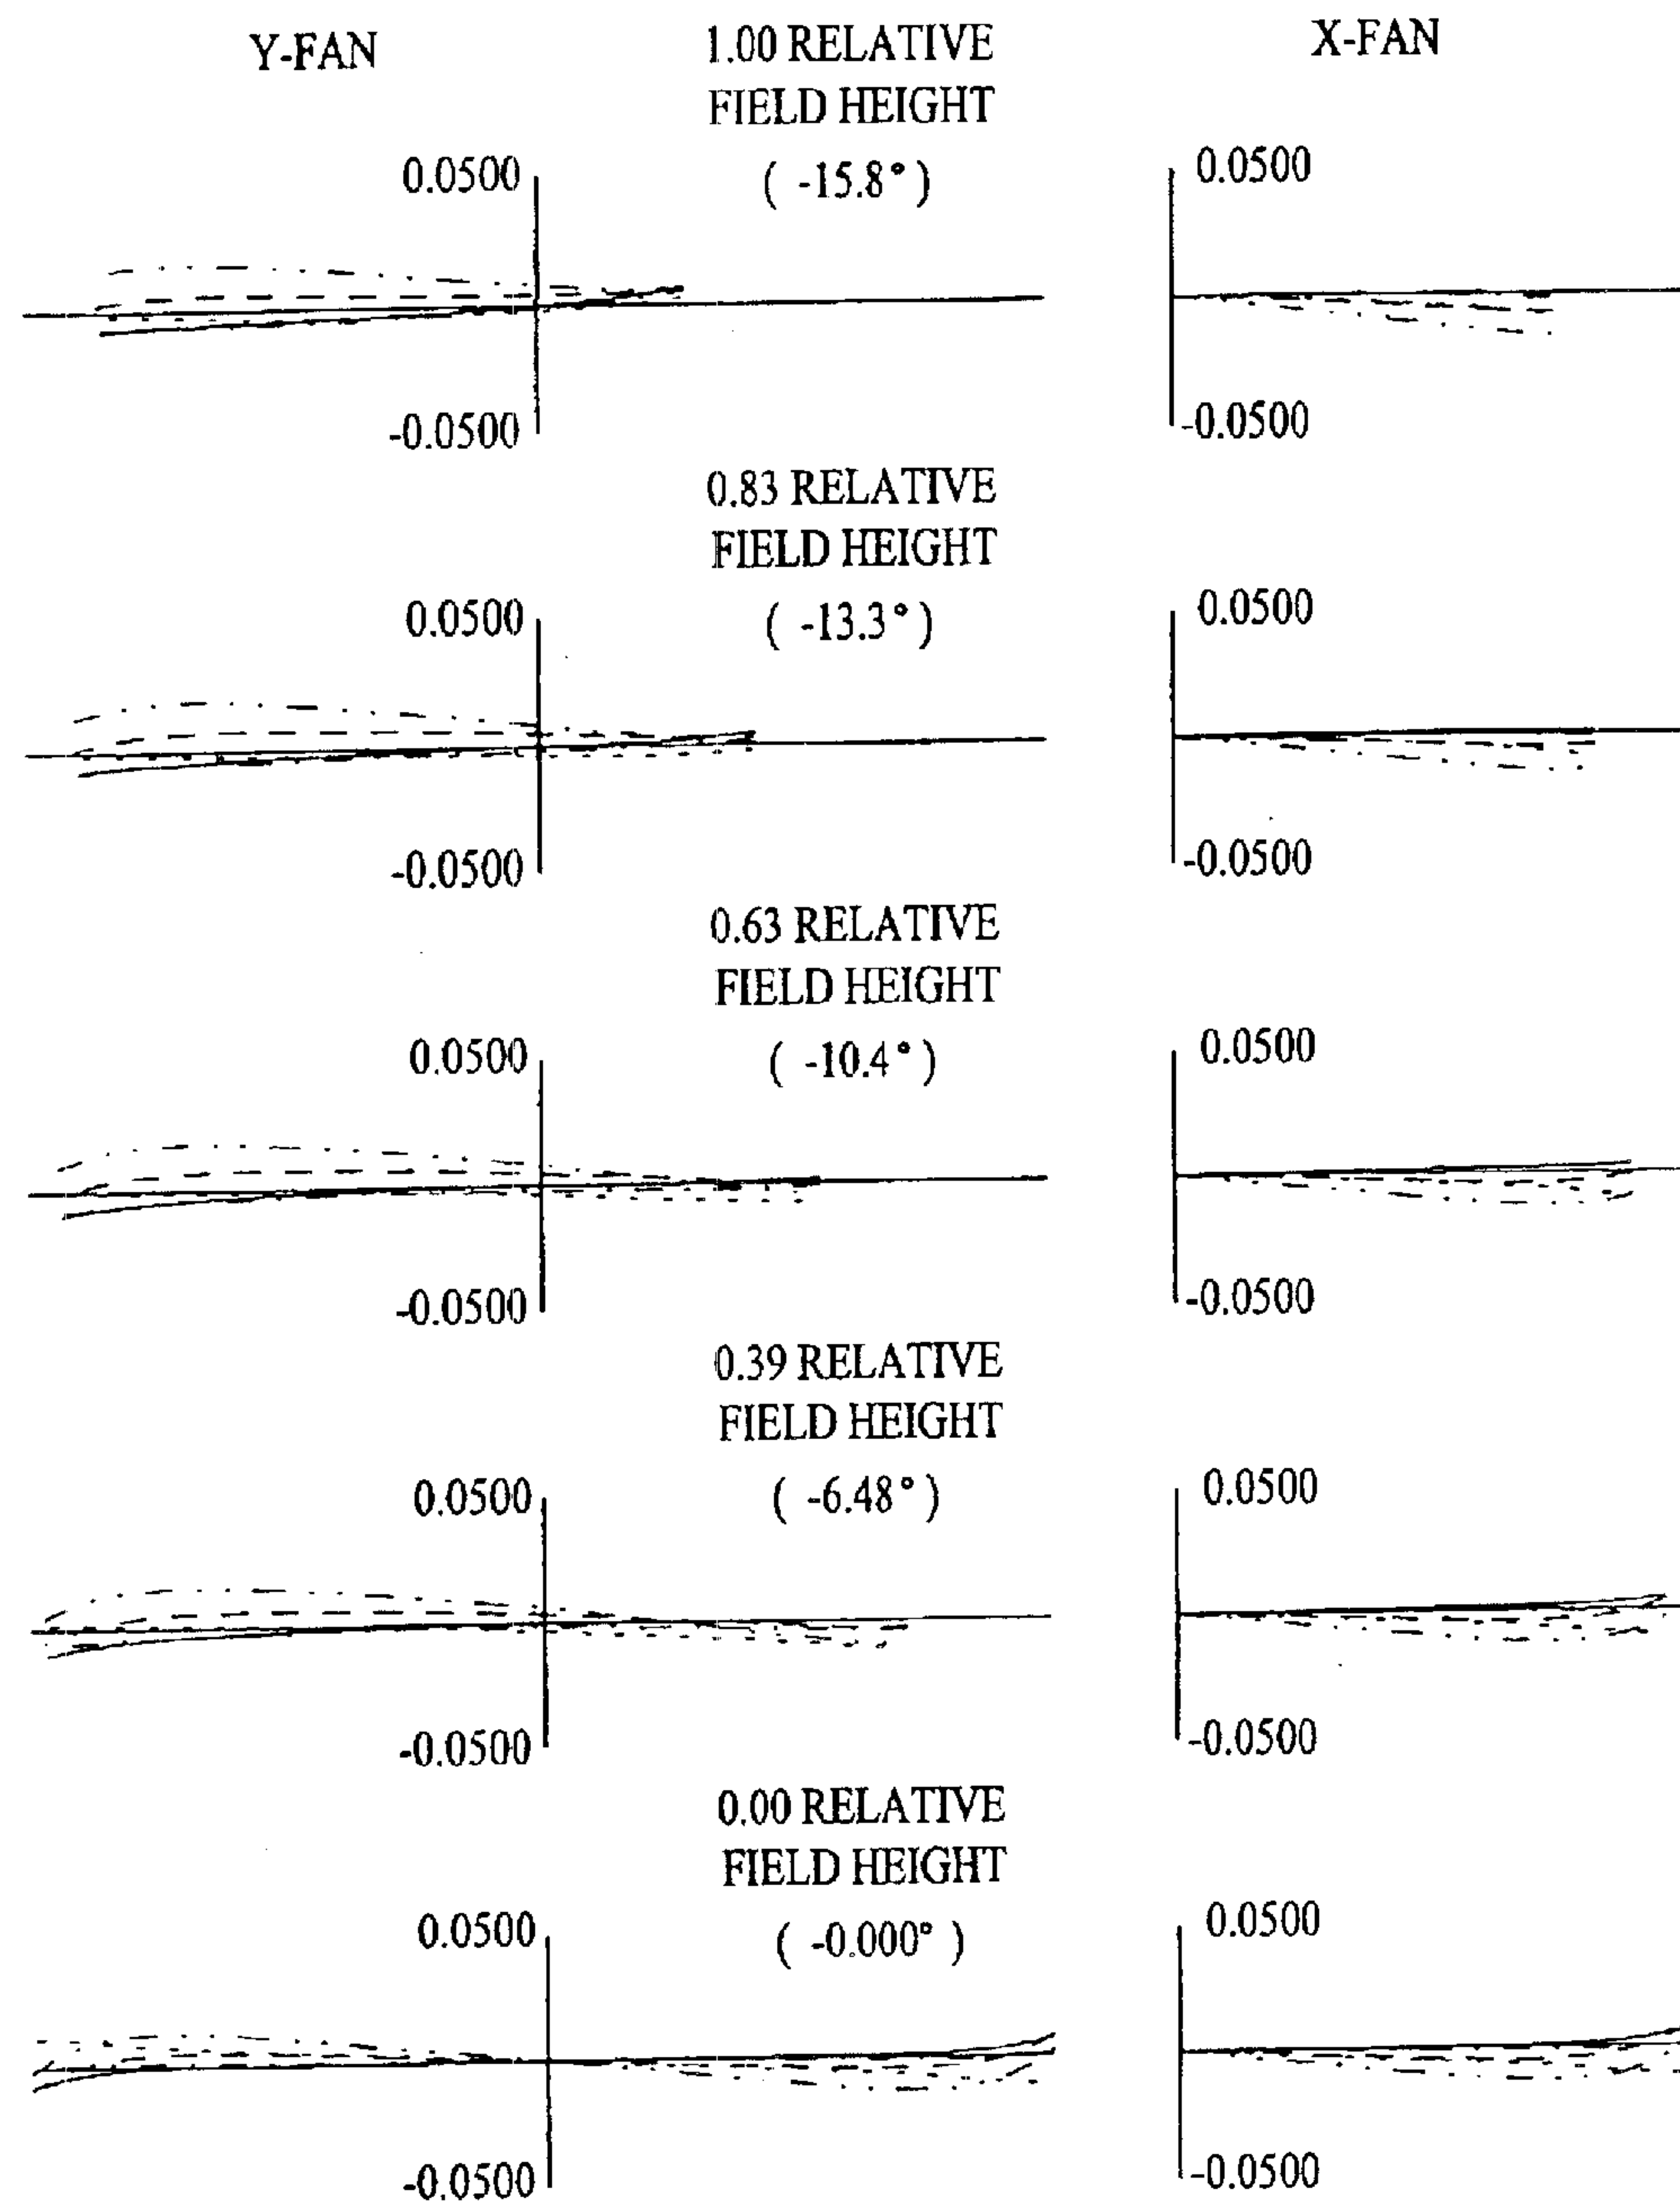 Y-FAN
1.00 RELATIVE
FIELD HEIGHT
( -15.8° )
X-FAN
0.0500
-0.0500
0.0500
-0.0500
0.83 RELATIVE
FIELD HEIGHT
( -13.3° )
0.0500
-0.0500
0.0500
-0.0500
0.63 RELATIVE
FIELD HEIGHT
( -10.4° )
0.0500
-0.0500
0.0500
-0.0500
0.39 RELATIVE
FIELD HEIGHT
( -6.48° )
0.0500
-0.0500
0.0500
-0.0500
0.00 RELATIVE
FIELD HEIGHT
( -0.000° )
0.0500
-0.0500
0.0500
-0.0500